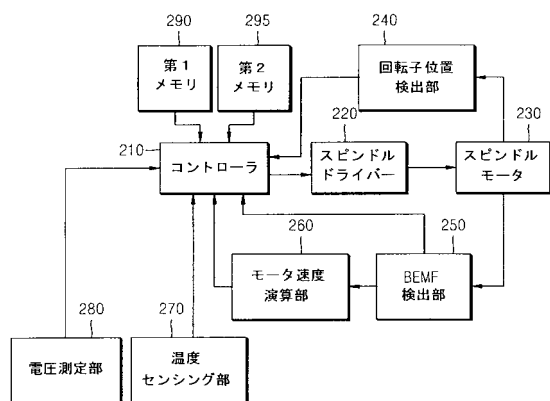 290
295
240
第１
メモリ
第２
メモリ
回転子位置
検出部
210
220
230
コントローラ
スピンドル
ドライバー
スピンドル
モータ
260
250
モータ速度
演算部
BEMF
検出部
280
270
電圧測定部
温度
センシング部